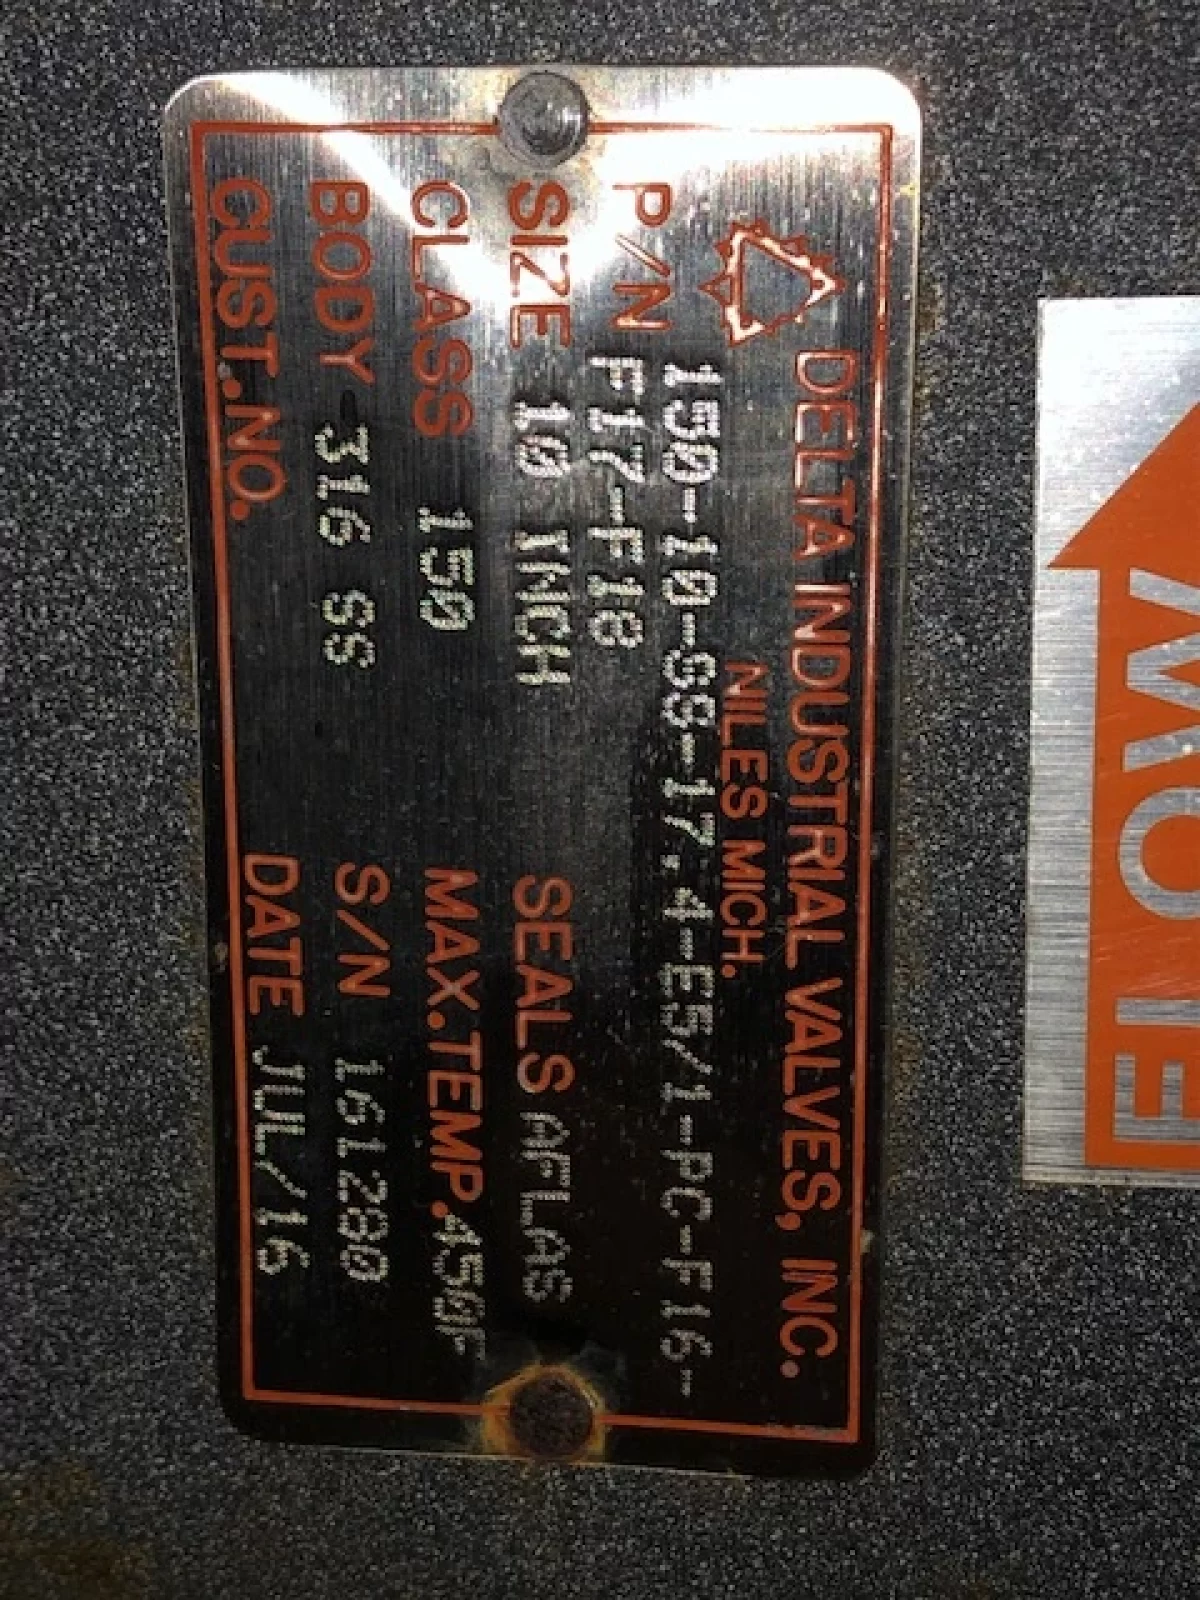 DELTA INDUSTRIAL VALVES, INC.
NILES MICH.
P/N 150-10-SS-17.4-E5/1-PC-F16-
F17-F18
SIZE 10 INCH SEALS AFLAS
CLASS 150 MAX.TEMP. 450F
BODY 316 SS S/N 161280
CUST.NO. DATE JUL/16
FLOW